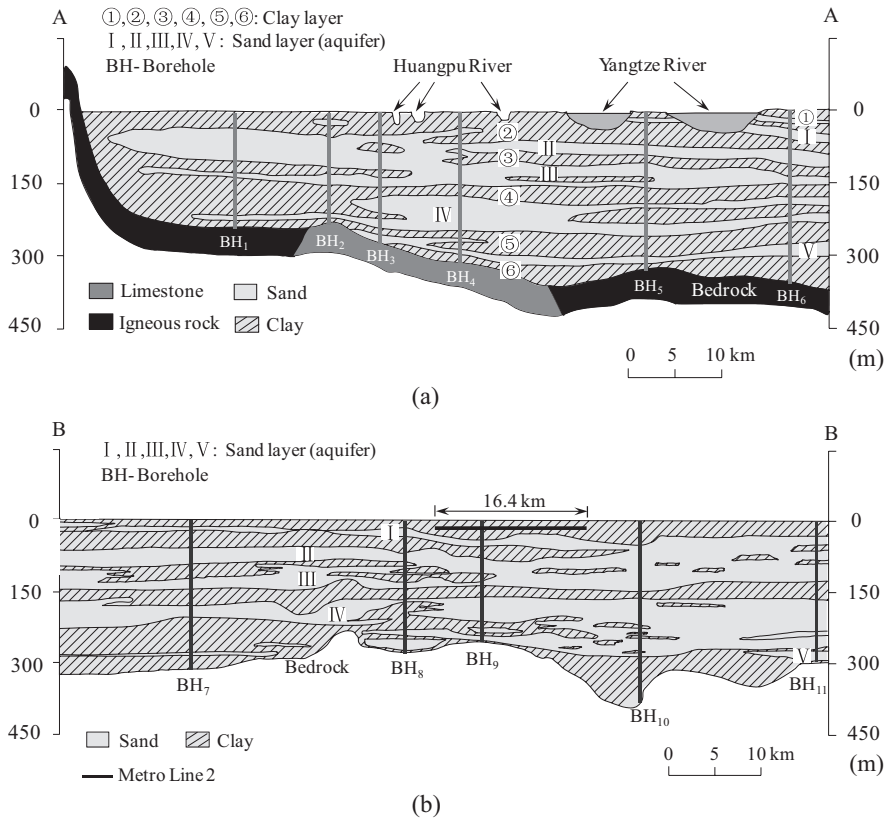 A
A
①,②, ③, ④, ⑤,⑥: Clay layer
Ⅰ, Ⅱ,Ⅲ,Ⅳ, Ⅴ: Sand layer (aquifer)
BH-Borehole
Huangpu River
Yangtze River
0
0
①
Ⅰ
②
Ⅱ
③
150
Ⅲ
150
④
Ⅳ
⑤
Ⅴ
BH1
BH2
BH3
300
300
⑥
BH4
BH5
Bedrock
BH6
Limestone
Sand
Igneous rock
Clay
450
450
(m)
0 5 10 km
(a)
B
B
Ⅰ, Ⅱ,Ⅲ,Ⅳ, Ⅴ: Sand layer (aquifer)
BH-Borehole
16.4 km
0
0
Ⅰ
Ⅱ
Ⅲ
150
150
Ⅳ
Ⅴ
300
Bedrock
300
BH7
BH8
BH9
BH10
BH11
450
450
Sand
Clay
(m)
Metro Line 2
0 5 10 km
(b)